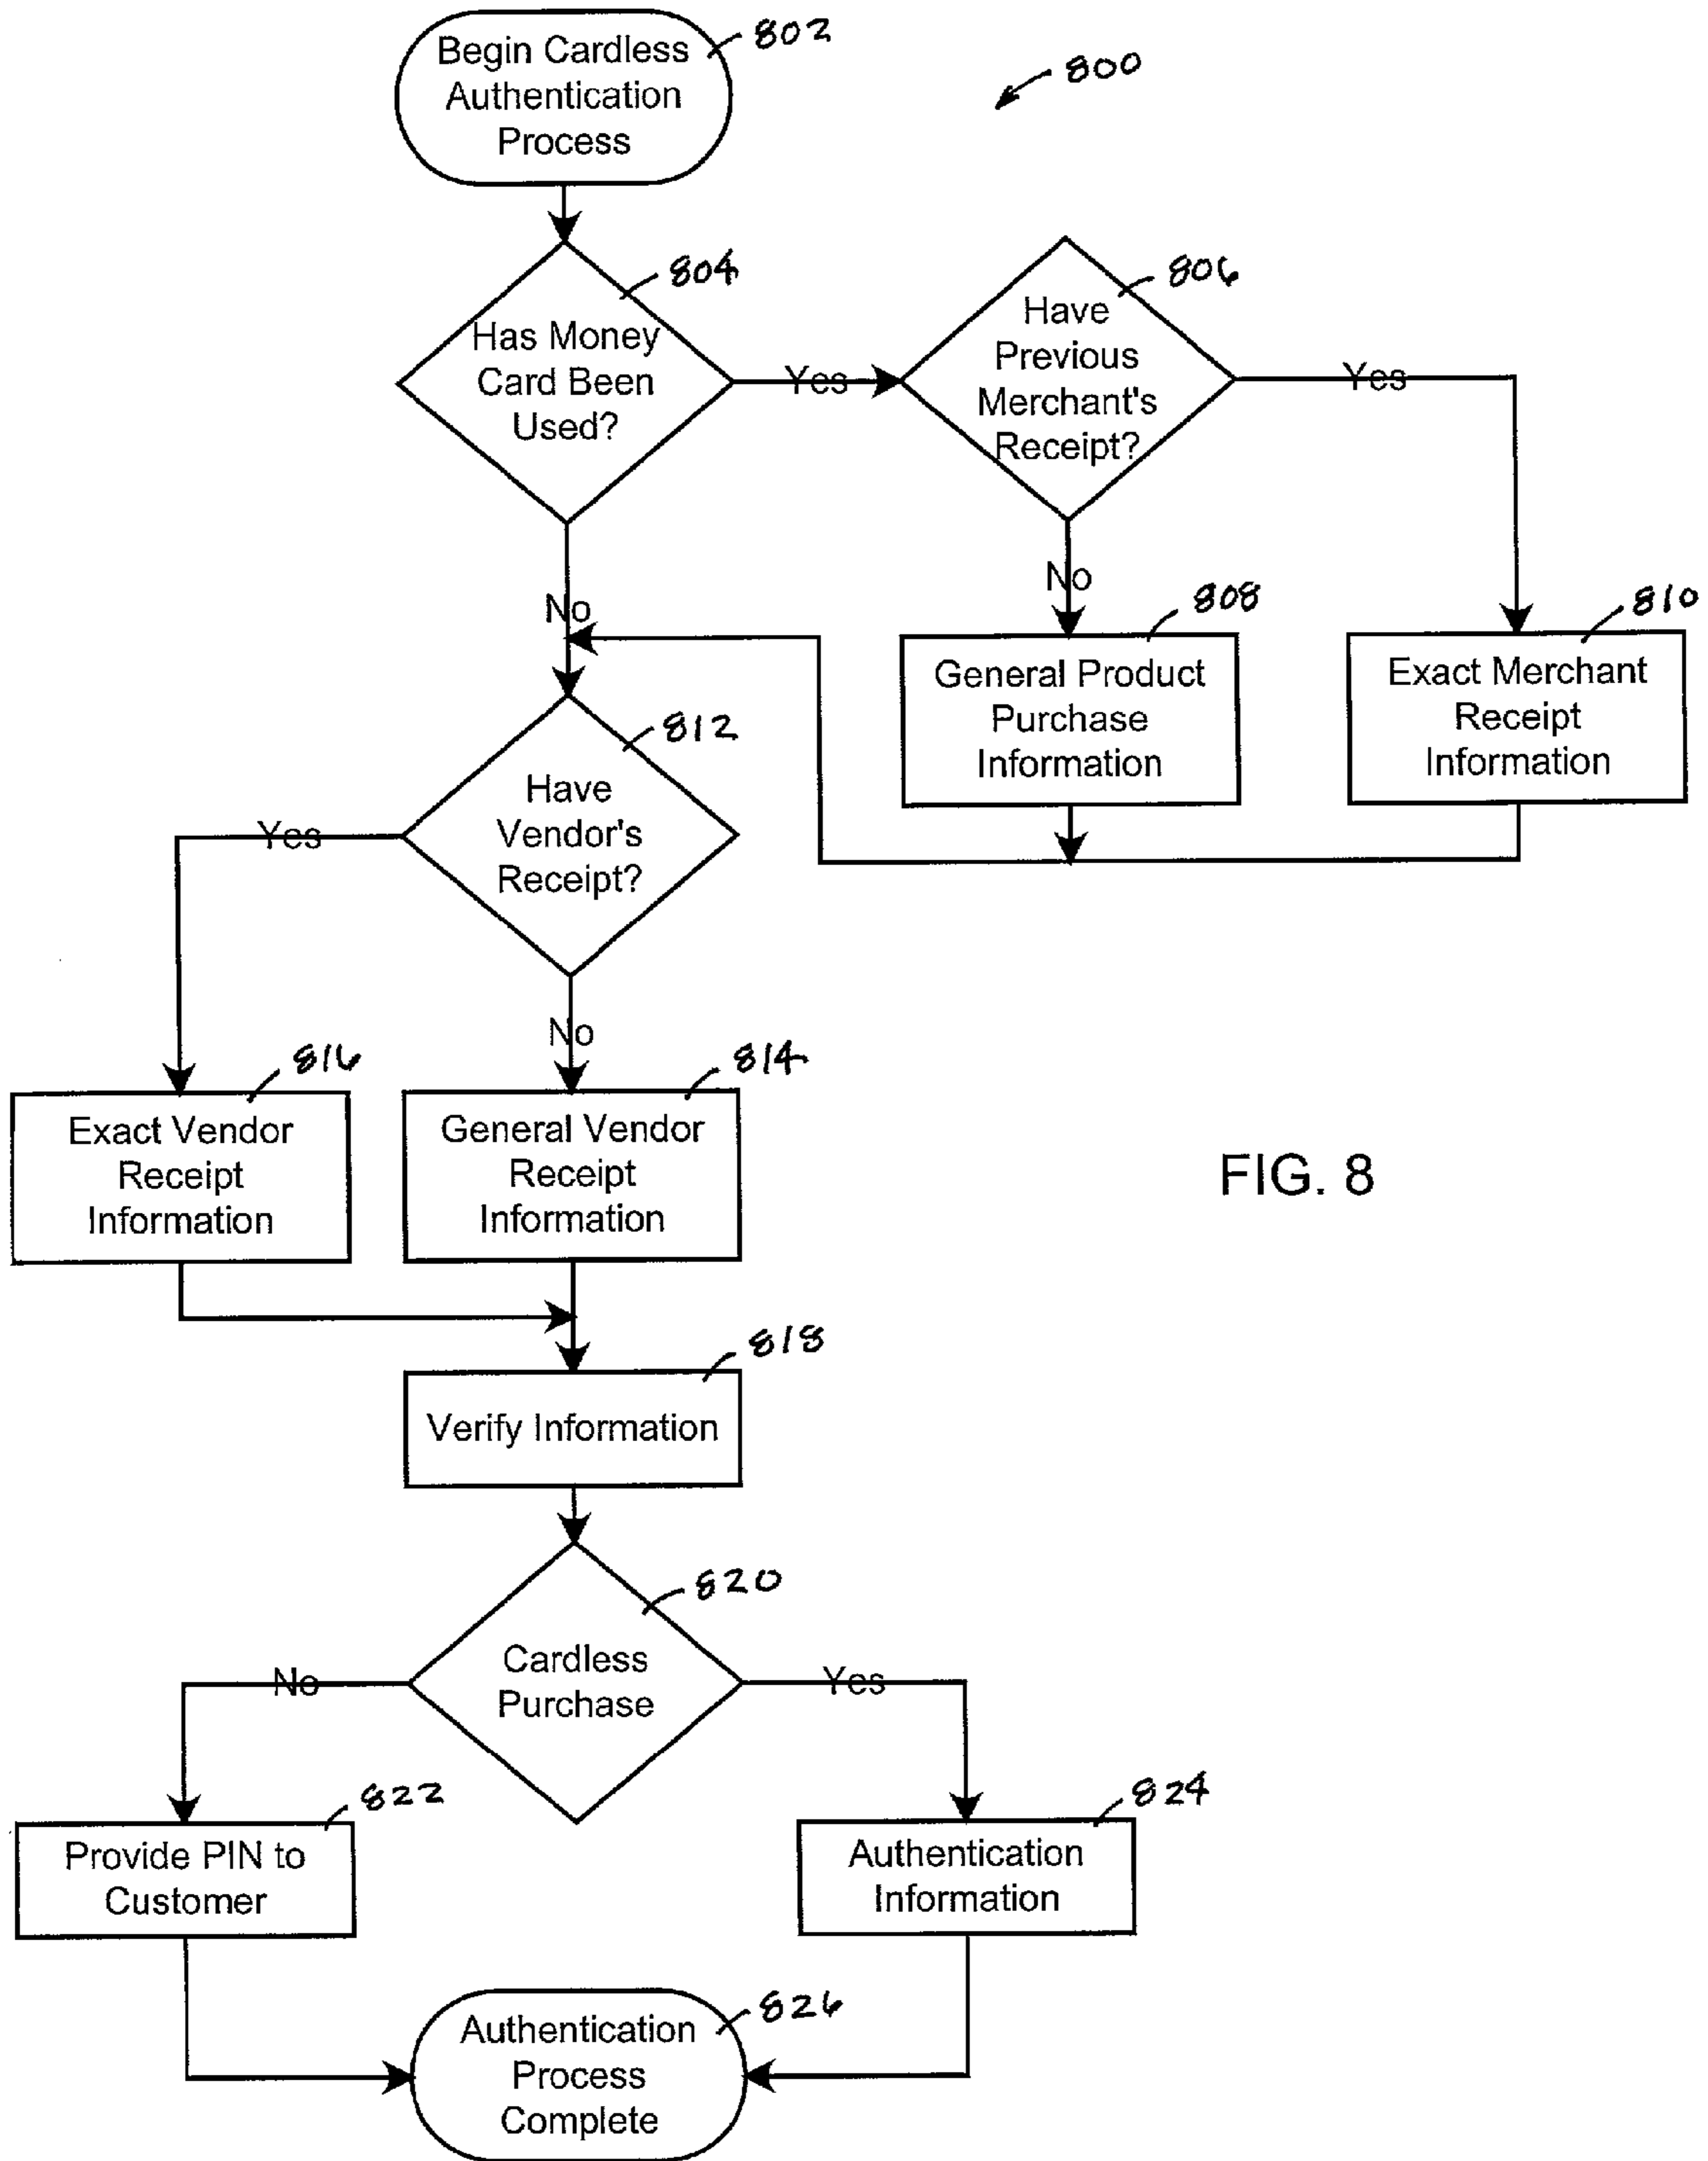 Begin Cardless
Authentication
Process
802
800
804
Has Money
Card Been
Used?
Yes
806
Have
Previous
Merchant's
Receipt?
Yes
No
No
808
General Product
Purchase
Information
810
Exact Merchant
Receipt
Information
812
Have
Vendor's
Receipt?
Yes
No
816
Exact Vendor
Receipt
Information
814
General Vendor
Receipt
Information
FIG. 8
818
Verify Information
820
Cardless
Purchase
No
Yes
822
Provide PIN to
Customer
824
Authentication
Information
826
Authentication
Process
Complete